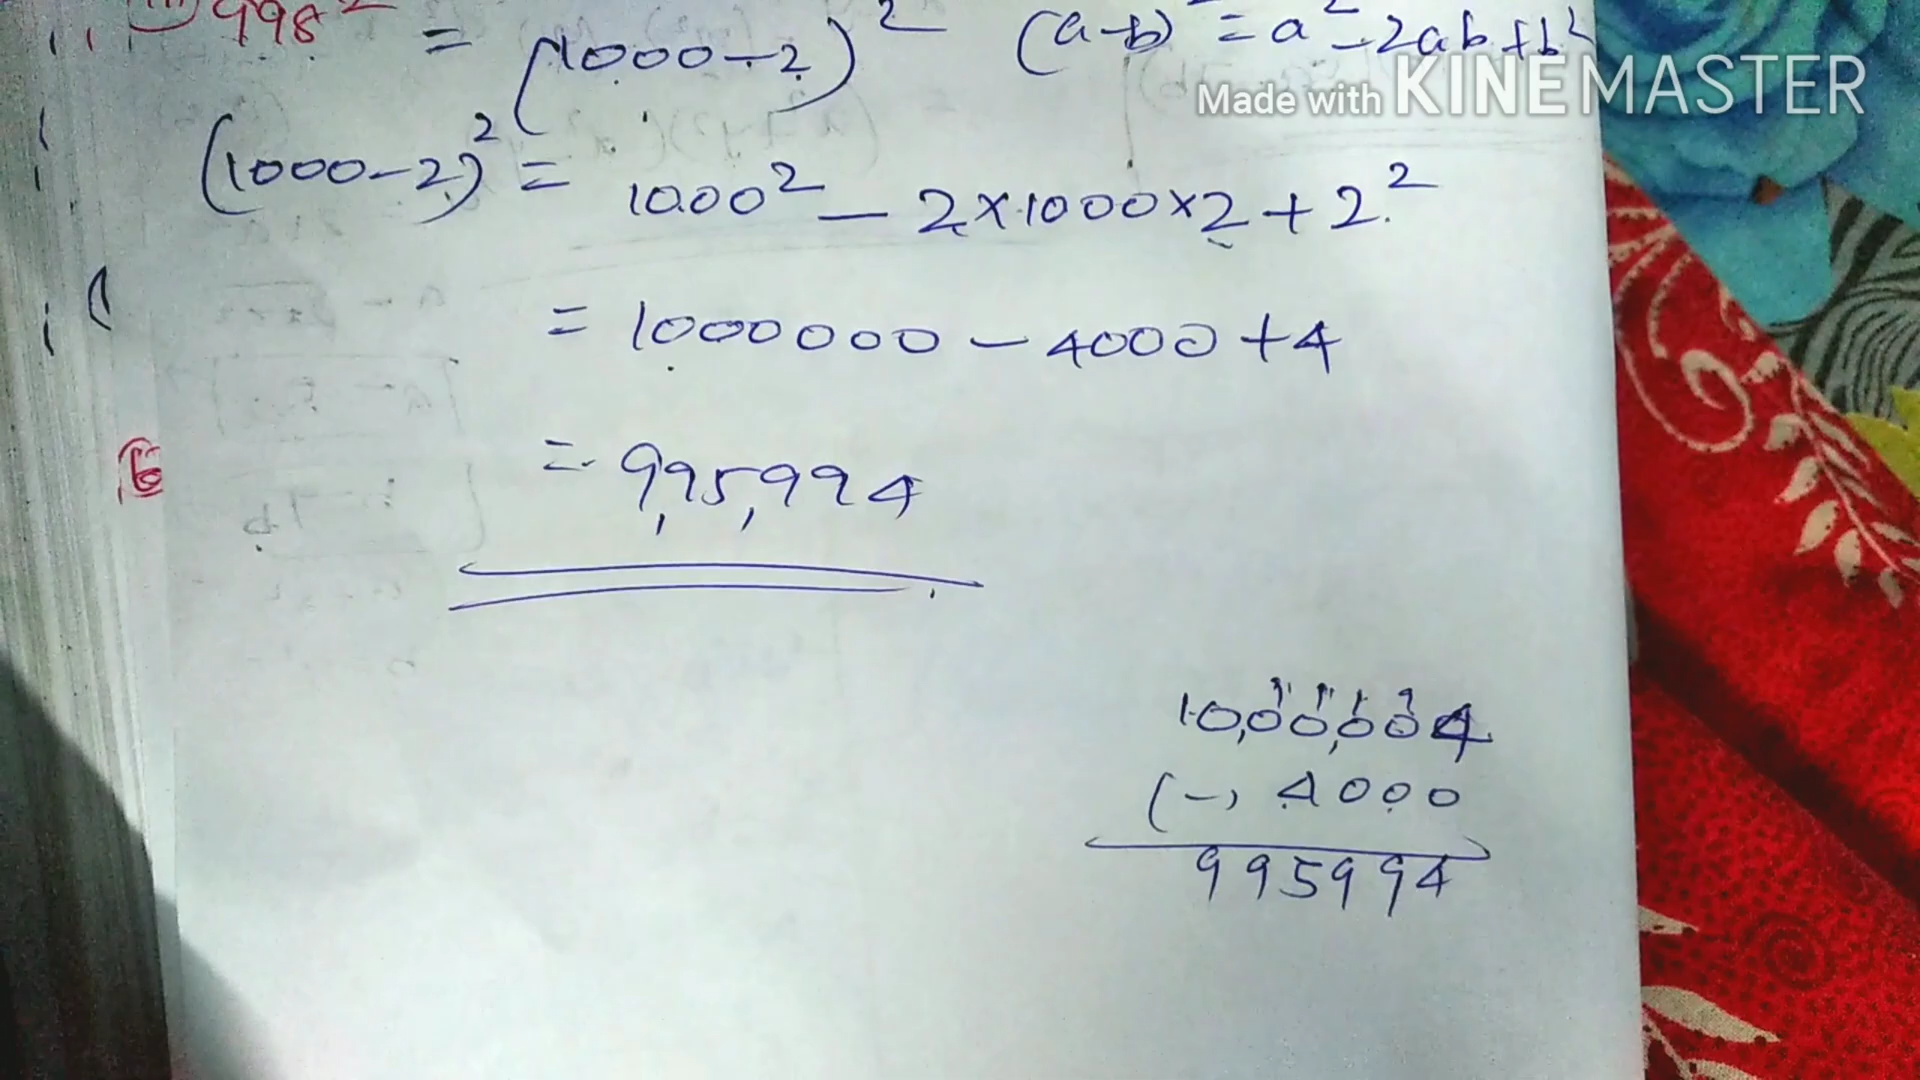 998² = (1000-2)² (a-b)² = a² - 2ab + b²
Made with KINEMASTER
(1000-2)² = 1000² - 2×1000×2 + 2²
= 1000000 - 4000 + 4
= 9,95,994
10,00,004
(-) 4000
995994